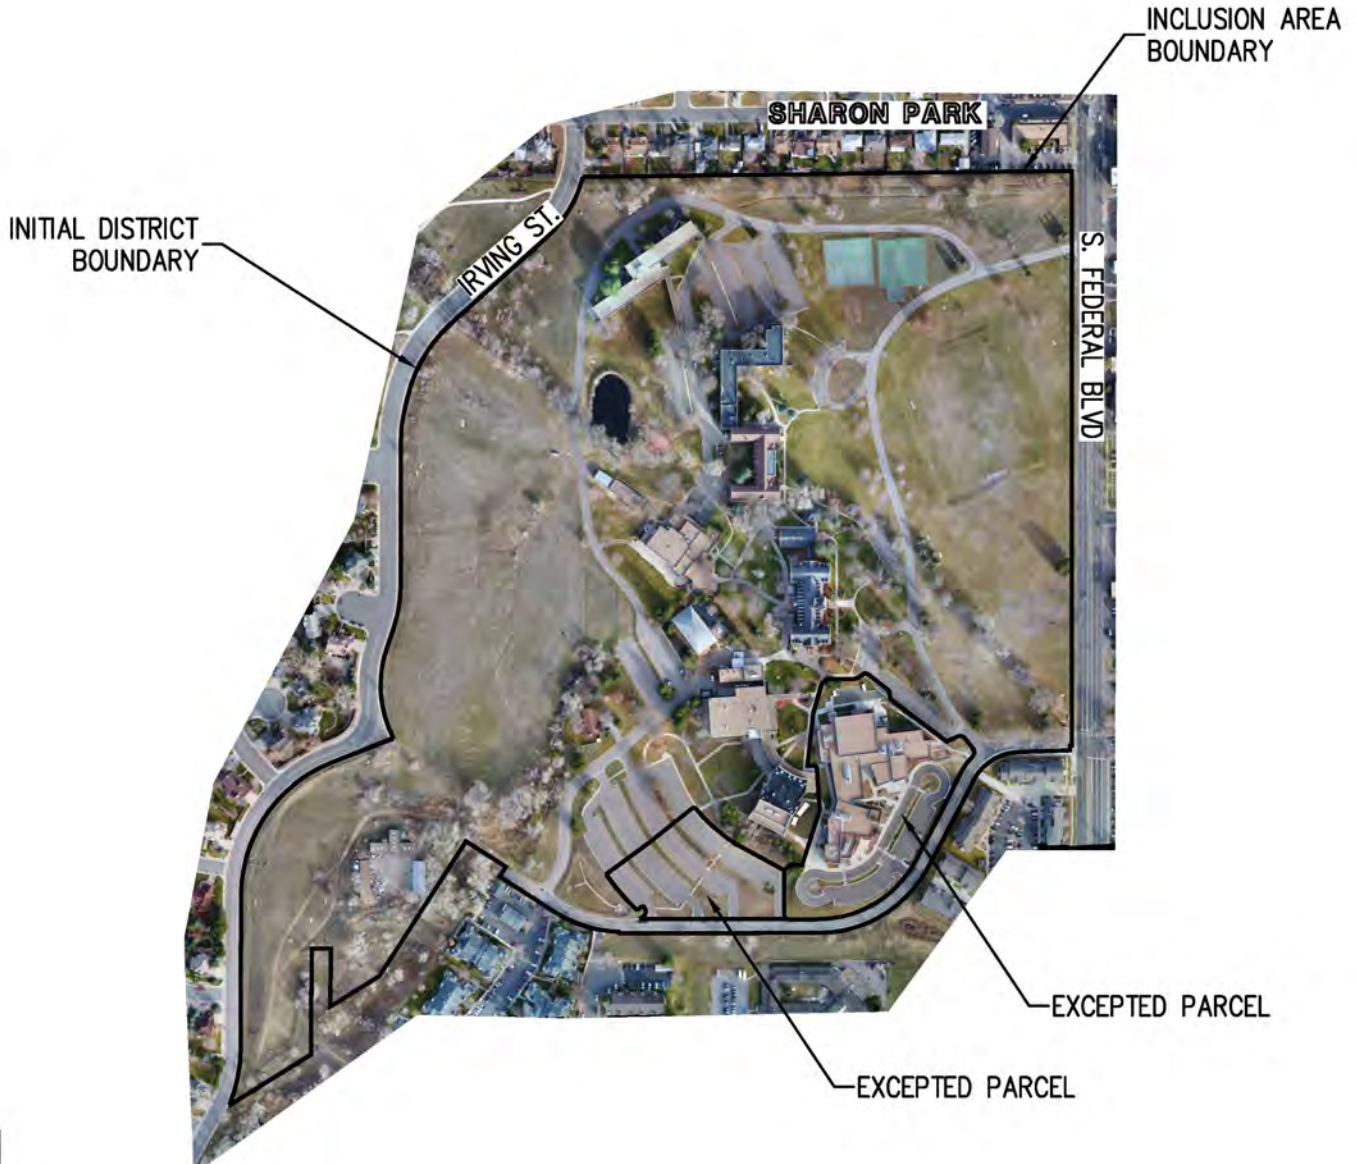 INCLUSION AREA
BOUNDARY
SHARON PARK
INITIAL DISTRICT
BOUNDARY
IRVING ST.
S. FEDERAL BLVD
EXCEPTED PARCEL
EXCEPTED PARCEL